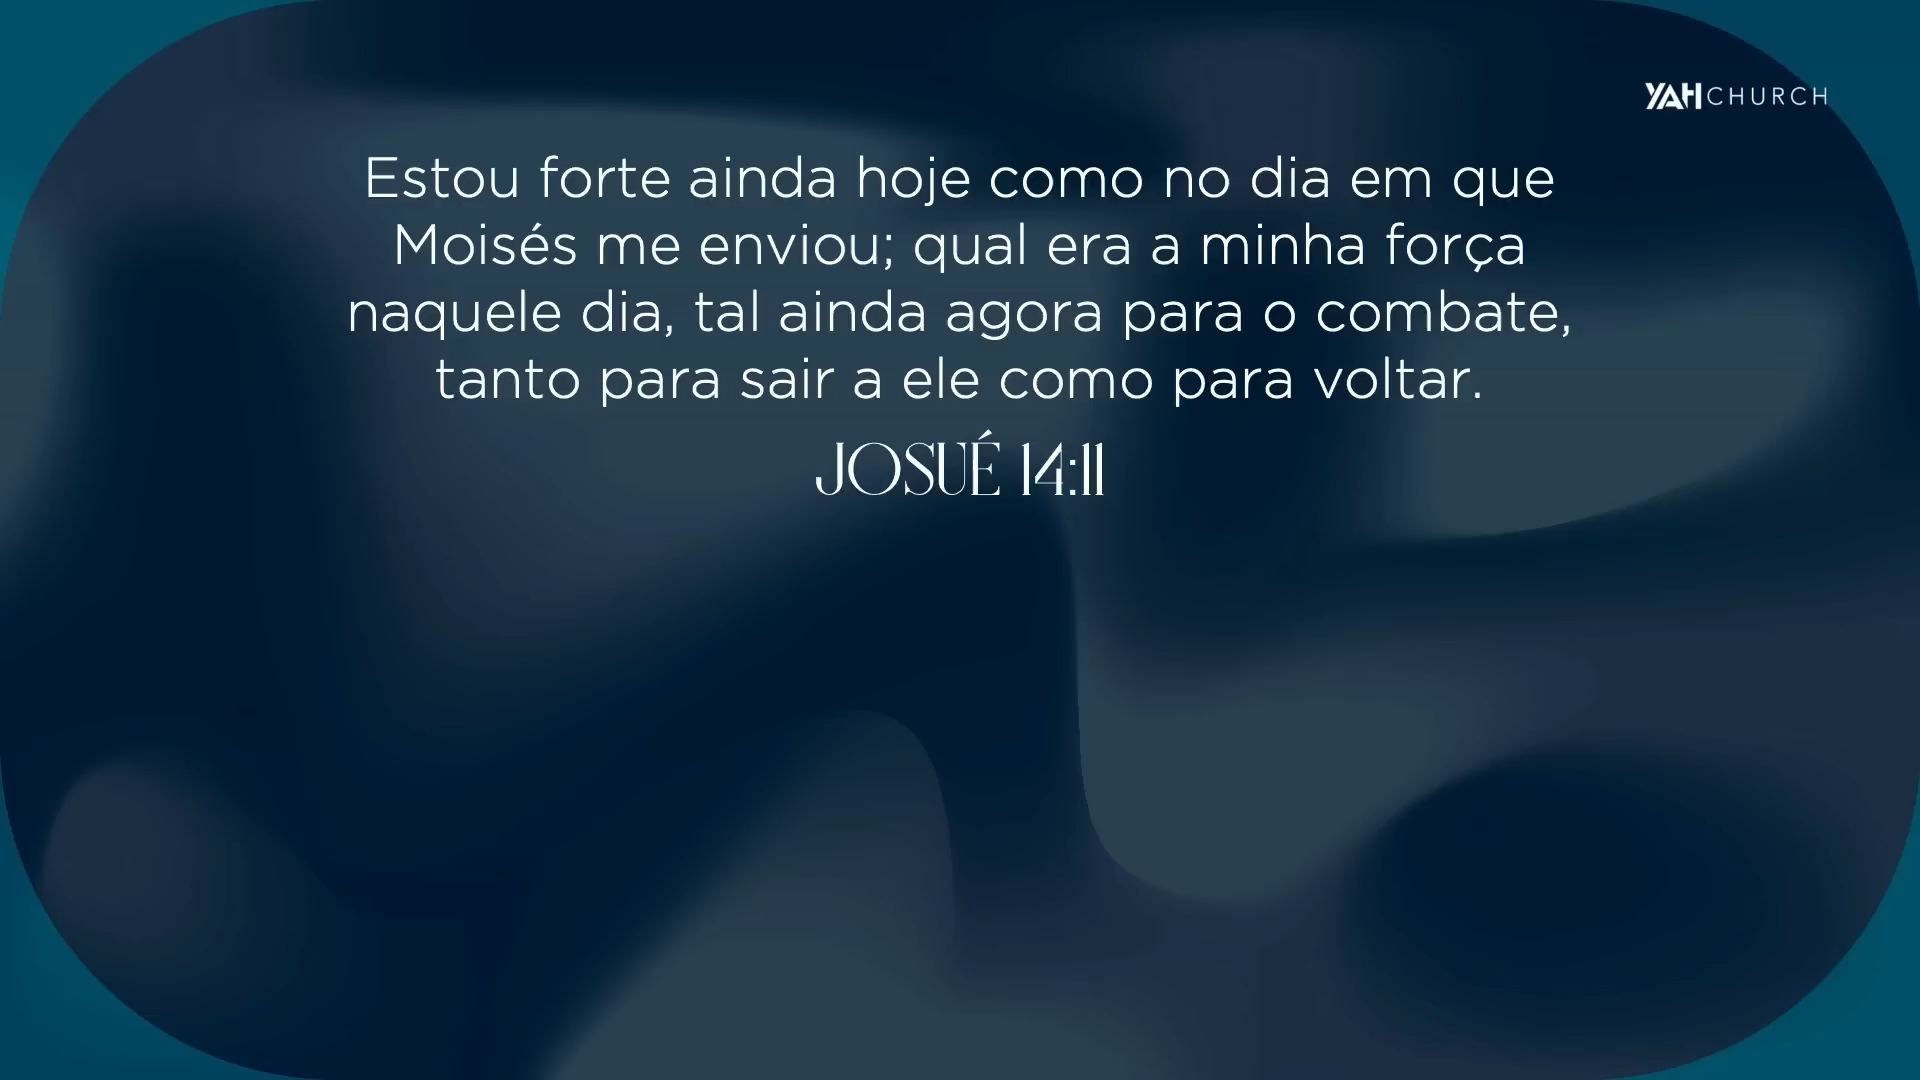 YAH CHURCH
Estou forte ainda hoje como no dia em que
Moisés me enviou; qual era a minha força
naquele dia, tal ainda agora para o combate,
tanto para sair a ele como para voltar.
JOSUÉ 14:11